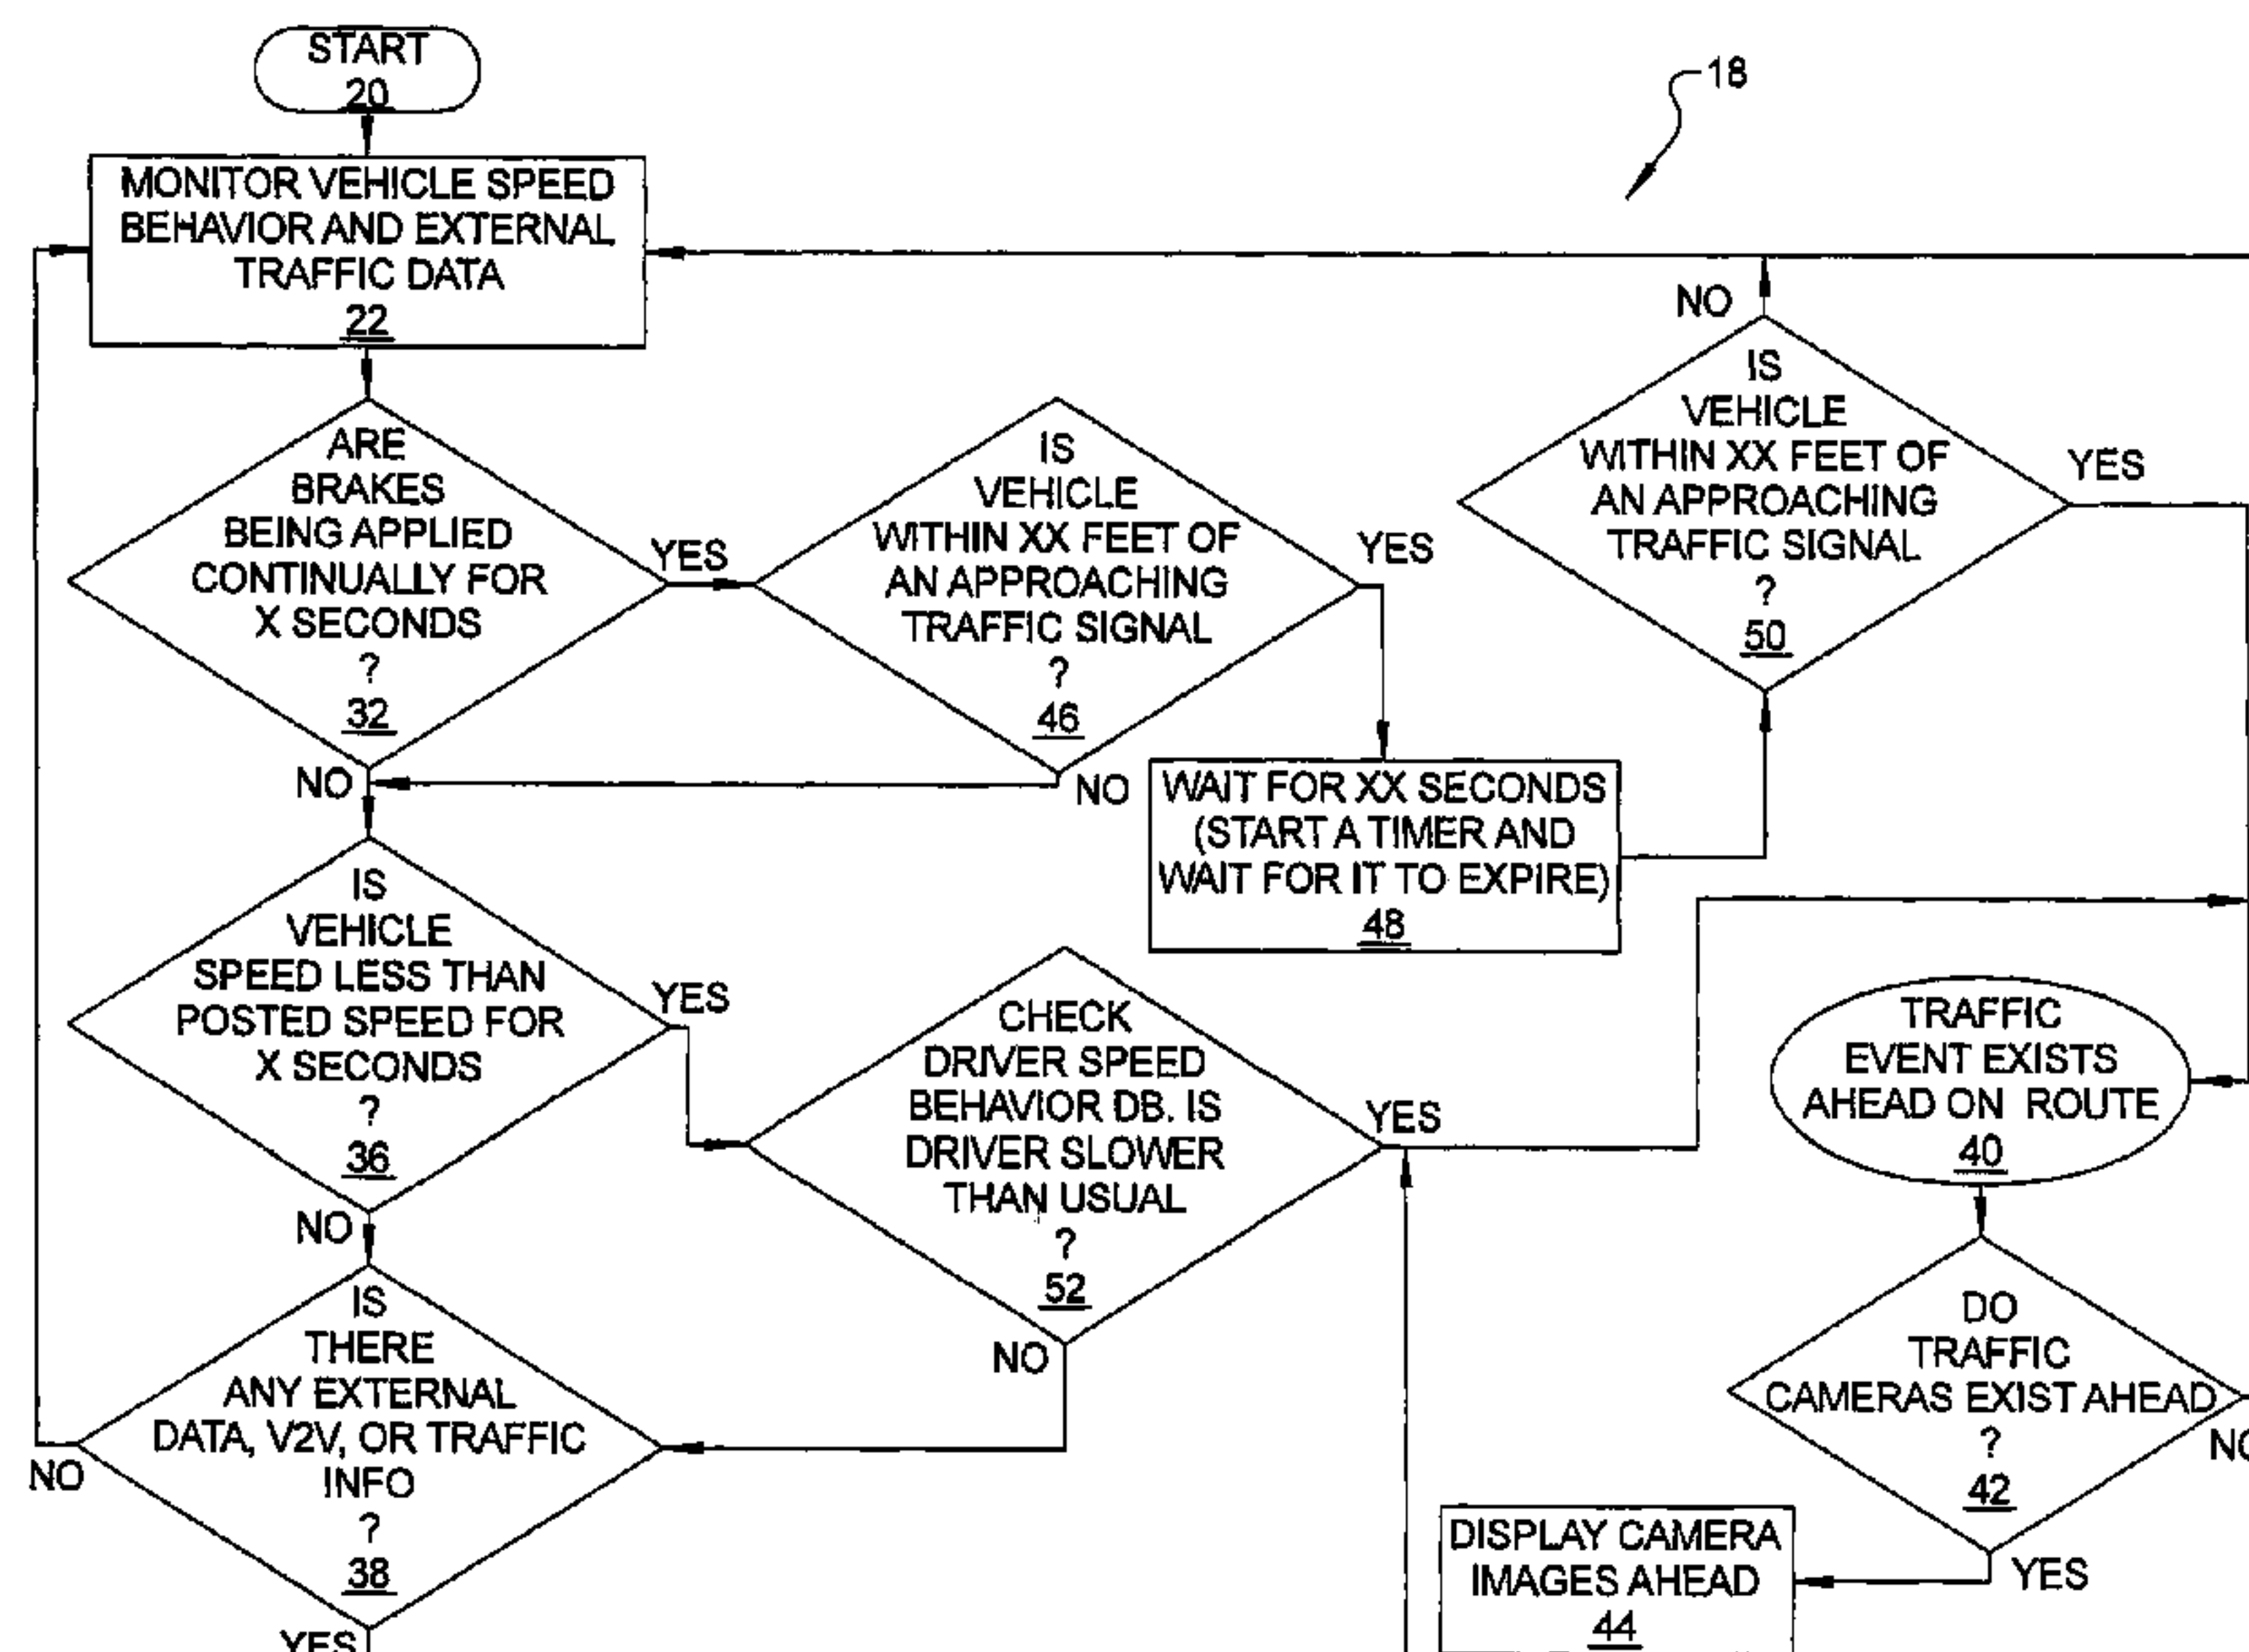 START
20
18
MONITOR VEHICLE SPEED
BEHAVIOR AND EXTERNAL
TRAFFIC DATA
22
ARE
BRAKES
BEING APPLIED
CONTINUALLY FOR
X SECONDS
?
32
YES
NO
IS
VEHICLE
WITHIN XX FEET OF
AN APPROACHING
TRAFFIC SIGNAL
?
46
YES
NO
WAIT FOR XX SECONDS
(START A TIMER AND
WAIT FOR IT TO EXPIRE)
48
NO
IS
VEHICLE
WITHIN XX FEET OF
AN APPROACHING
TRAFFIC SIGNAL
?
50
YES
IS
VEHICLE
SPEED LESS THAN
POSTED SPEED FOR
X SECONDS
?
36
YES
NO
CHECK
DRIVER SPEED
BEHAVIOR DB. IS
DRIVER SLOWER
THAN USUAL
?
52
YES
NO
TRAFFIC
EVENT EXISTS
AHEAD ON ROUTE
40
DO
TRAFFIC
CAMERAS EXIST AHEAD
?
42
NO
YES
IS
THERE
ANY EXTERNAL
DATA, V2V, OR TRAFFIC
INFO
?
38
NO
YES
DISPLAY CAMERA
IMAGES AHEAD
44